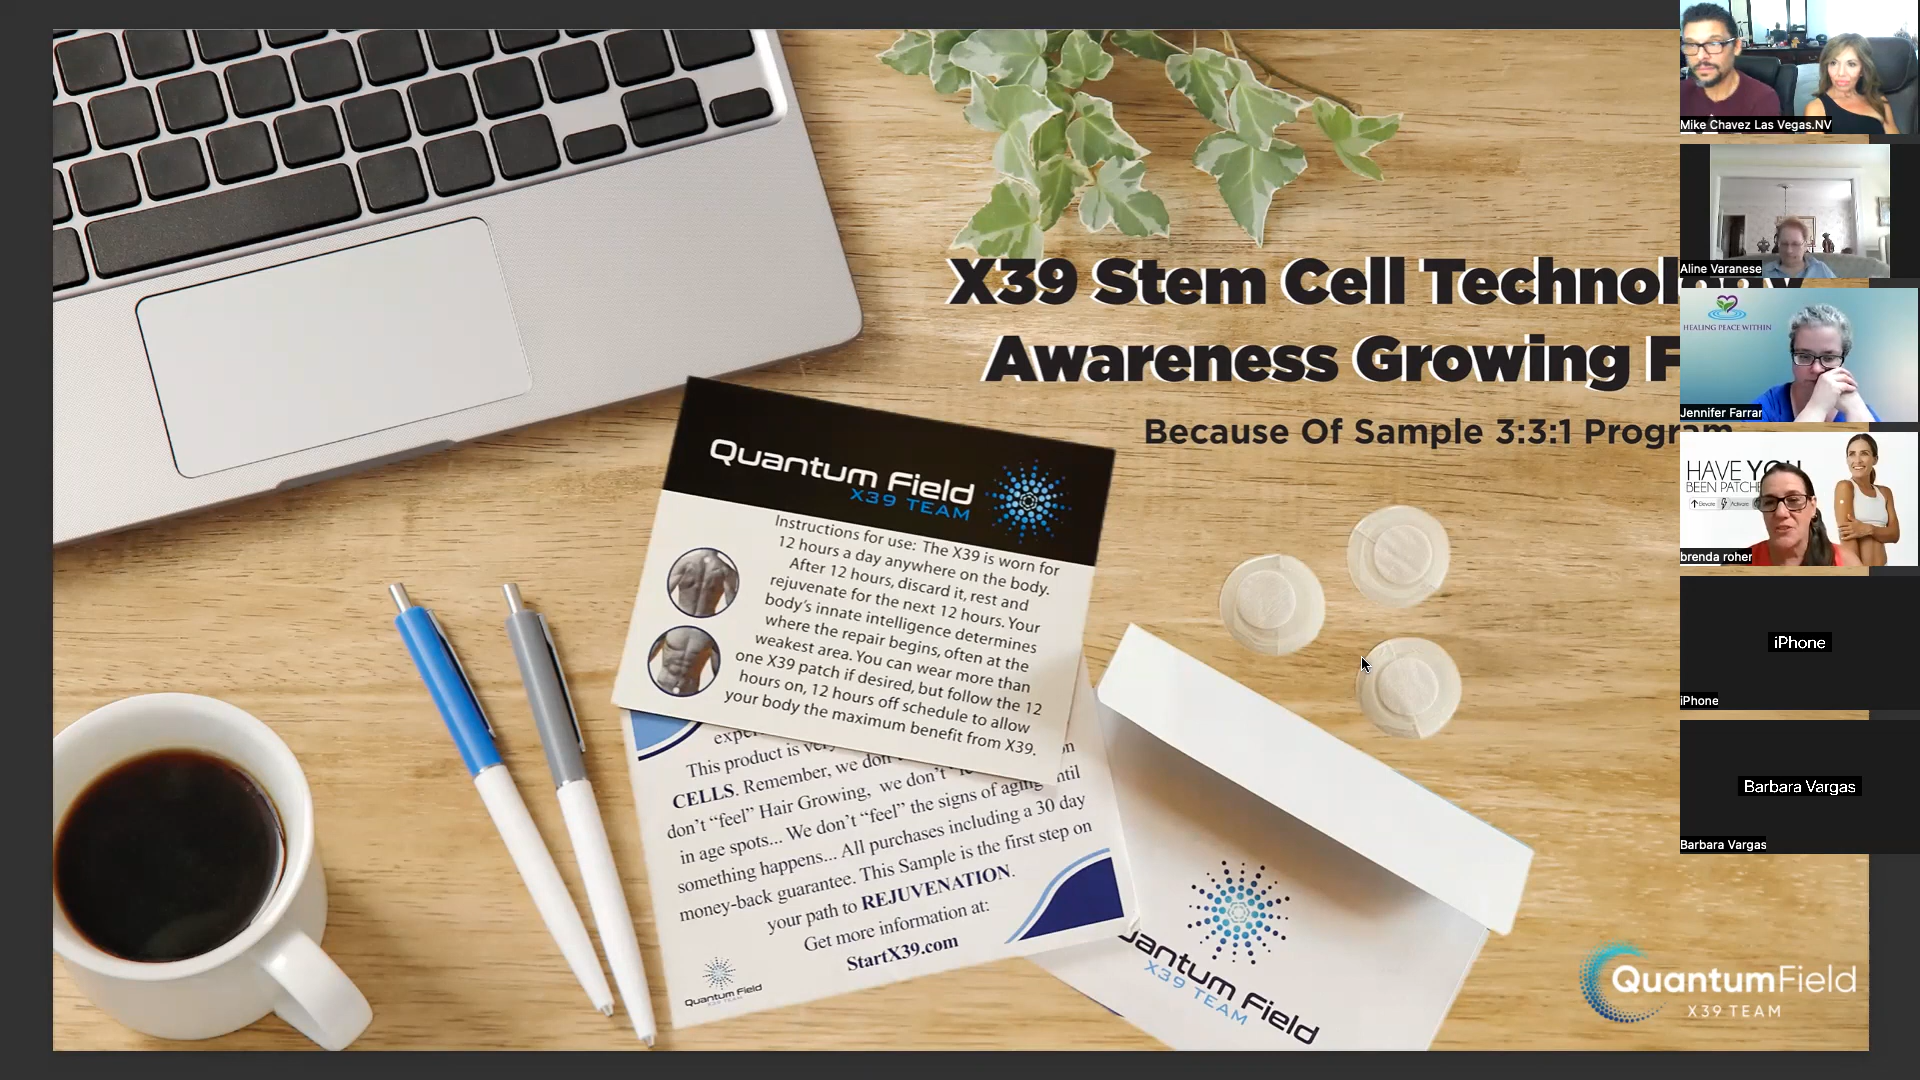 X39 Stem Cell Technology
Awareness Growing F
Because Of Sample 3:3:1 Program
Quantum Field
X39 TEAM
Instructions for use: The X39 is worn for
12 hours a day anywhere on the body.
After 12 hours, discard it, rest and
rejuvenate for the next 12 hours. Your
body's innate intelligence determines
where the repair begins, often at the
weakest area. You can wear more than
one X39 patch if desired, but follow the 12
hours on, 12 hours off schedule to allow
your body the maximum benefit from X39.
This product is
CELLS. Remember, we don't
don't "feel" Hair Growing, we don't
in age spots... We don't "feel" the signs of aging until
something happens... All purchases including a 30 day
money-back guarantee. This Sample is the first step on
your path to REJUVENATION.
Get more information at:
StartX39.com
Quantum Field
X39 TEAM
Quantum Field
X39 TEAM
QuantumField
X39 TEAM
Mike Chavez Las Vegas.NV
Aline Varanese
HEALING PEACE WITHIN
Jennifer Farrar
HAVE YOU
BEEN PATCHE
Elevate Activate
brenda roher
iPhone
iPhone
Barbara Vargas
Barbara Vargas